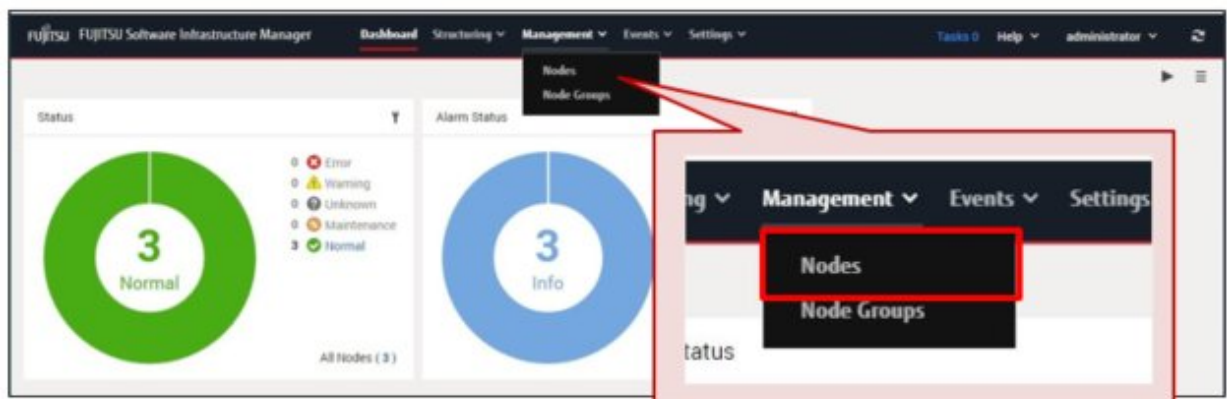 FUJITSU FUJITSU Software Infrastructure Manager Dashboard Structuring Management Events Settings Tasks 0 Help administrator
Nodes
Node Groups
Status
Alarm Status
0 Error
0 Warning
0 Unknown
0 Maintenance
3 Normal
3
Normal
All Nodes ( 3 )
3
Info
Management Events Settings
Nodes
Node Groups
tatus